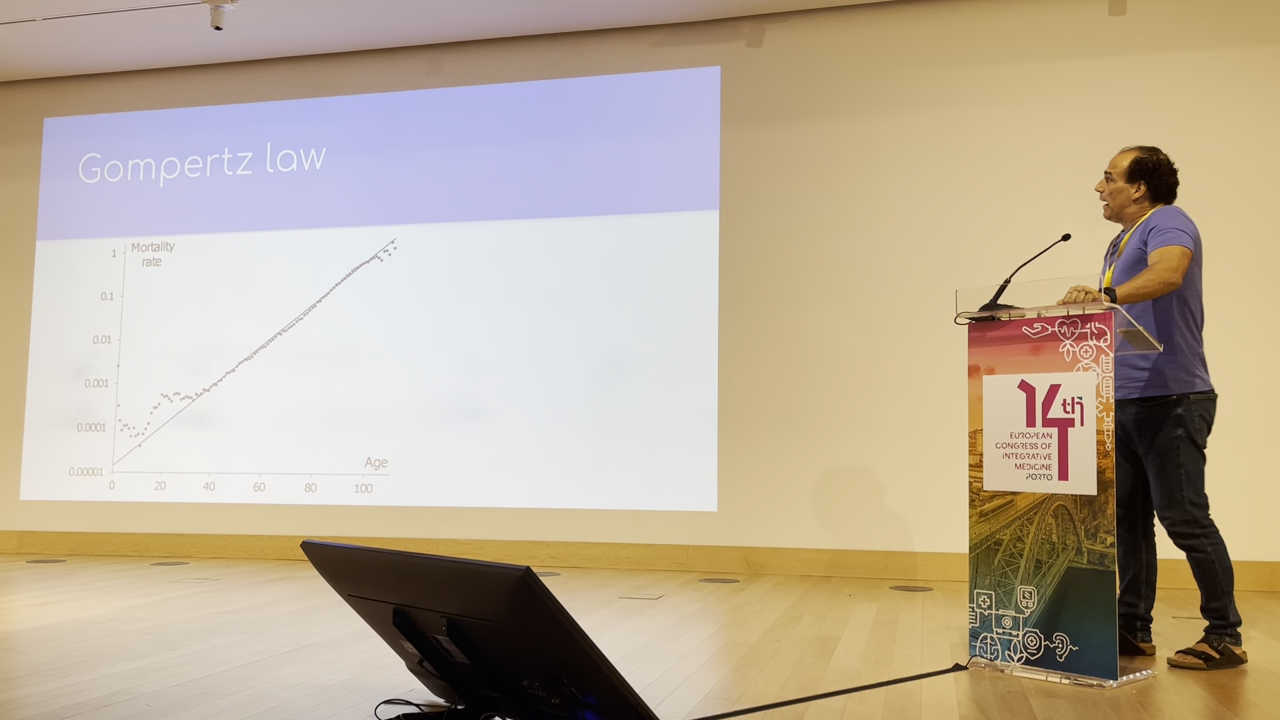 Gompertz law
Mortality
rate
1
0.1
0.01
0.001
0.0001
0.00001
Age
0
20
40
60
80
100
14th
EUROPEAN
CONGRESS OF
INTEGRATIVE
MEDICINE
PORTO